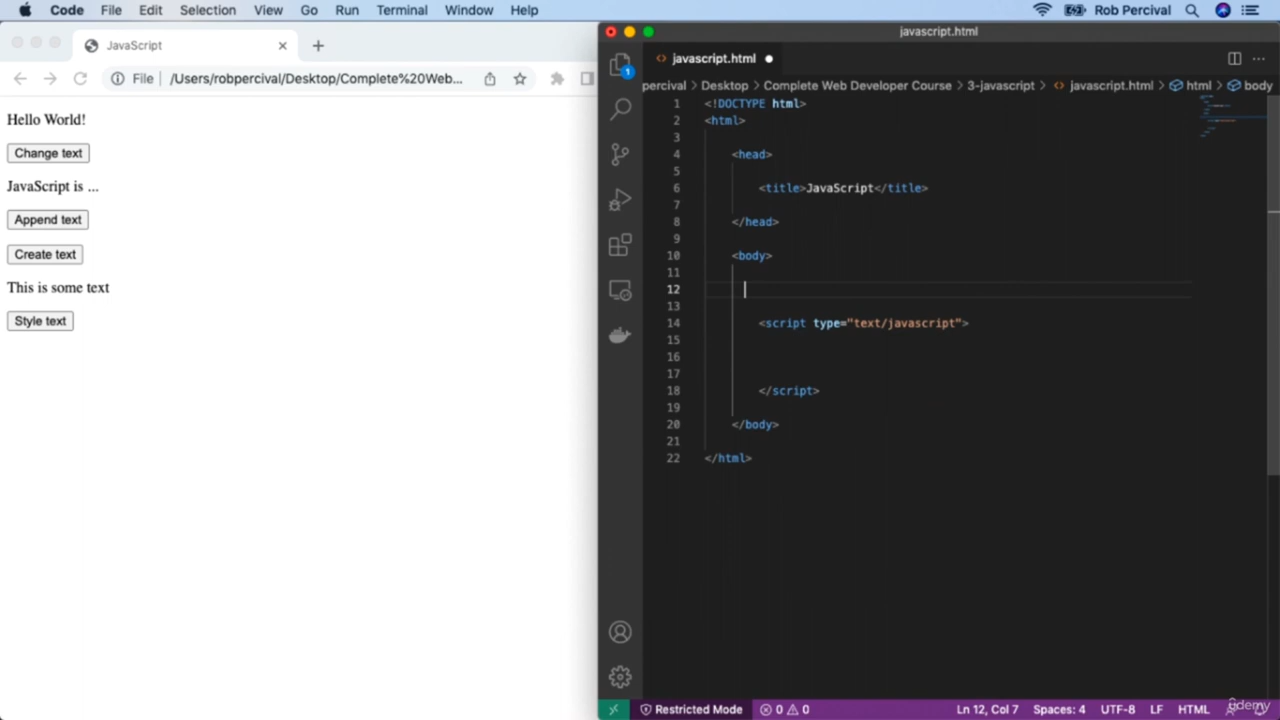 Code File Edit Selection View Go Run Terminal Window Help Rob Percival
JavaScript
File /Users/robpercival/Desktop/Complete%20Web...
Hello World!
Change text
JavaScript is ...
Append text
Create text
This is some text
Style text
javascript.html
javascript.html
1
percival > Desktop > Complete Web Developer Course > 3-javascript > javascript.html > html > body
1 <!DOCTYPE html>
2 <html>
3
4 <head>
5
6 <title>JavaScript</title>
7
8 </head>
9
10 <body>
11
12
13
14 <script type="text/javascript">
15
16
17
18 </script>
19
20 </body>
21
22 </html>
Restricted Mode 0 0 Ln 12, Col 7 Spaces: 4 UTF-8 LF HTML
ûdemy